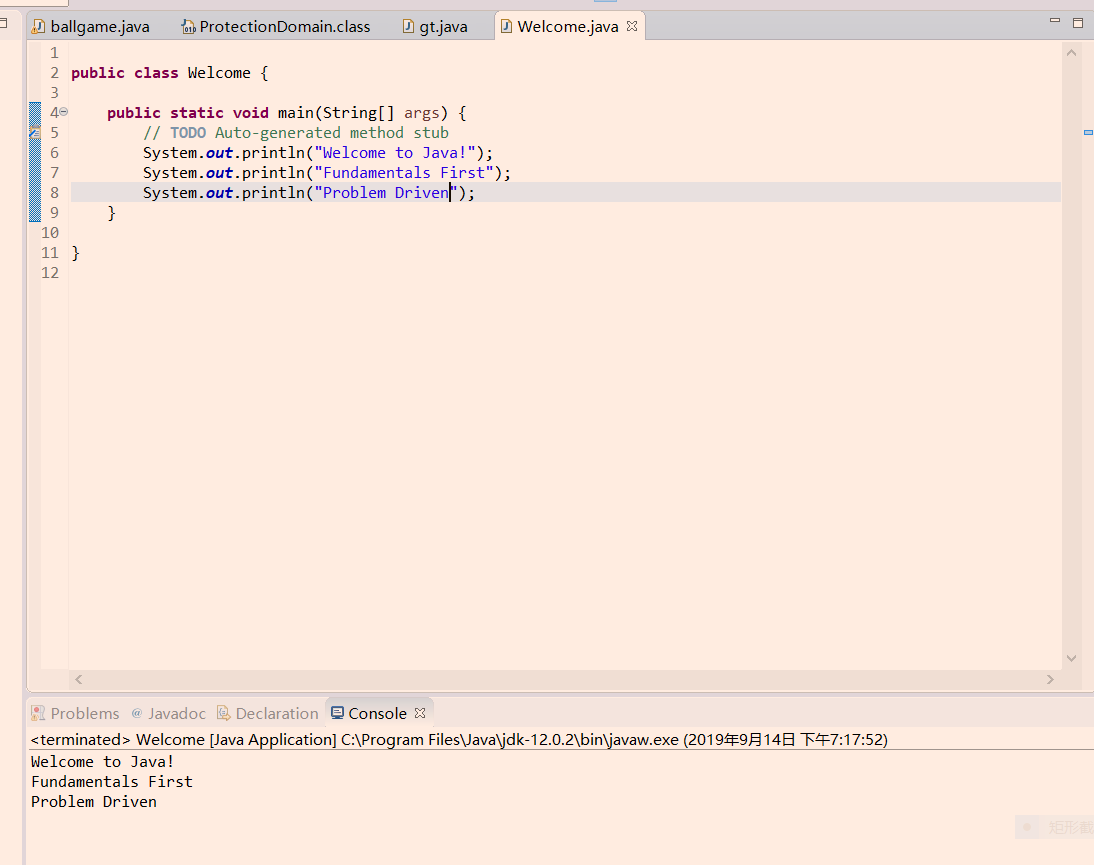 ballgame.java ProtectionDomain.class gt.java Welcome.java
1
2 public class Welcome {
3
4 public static void main(String[] args) {
5 // TODO Auto-generated method stub
6 System.out.println("Welcome to Java!");
7 System.out.println("Fundamentals First");
8 System.out.println("Problem Driven");
9 }
10
11 }
12
Problems @ Javadoc Declaration Console
<terminated> Welcome [Java Application] C:\Program Files\Java\jdk-12.0.2\bin\javaw.exe (2019年9月14日 下午7:17:52)
Welcome to Java!
Fundamentals First
Problem Driven
矩形截